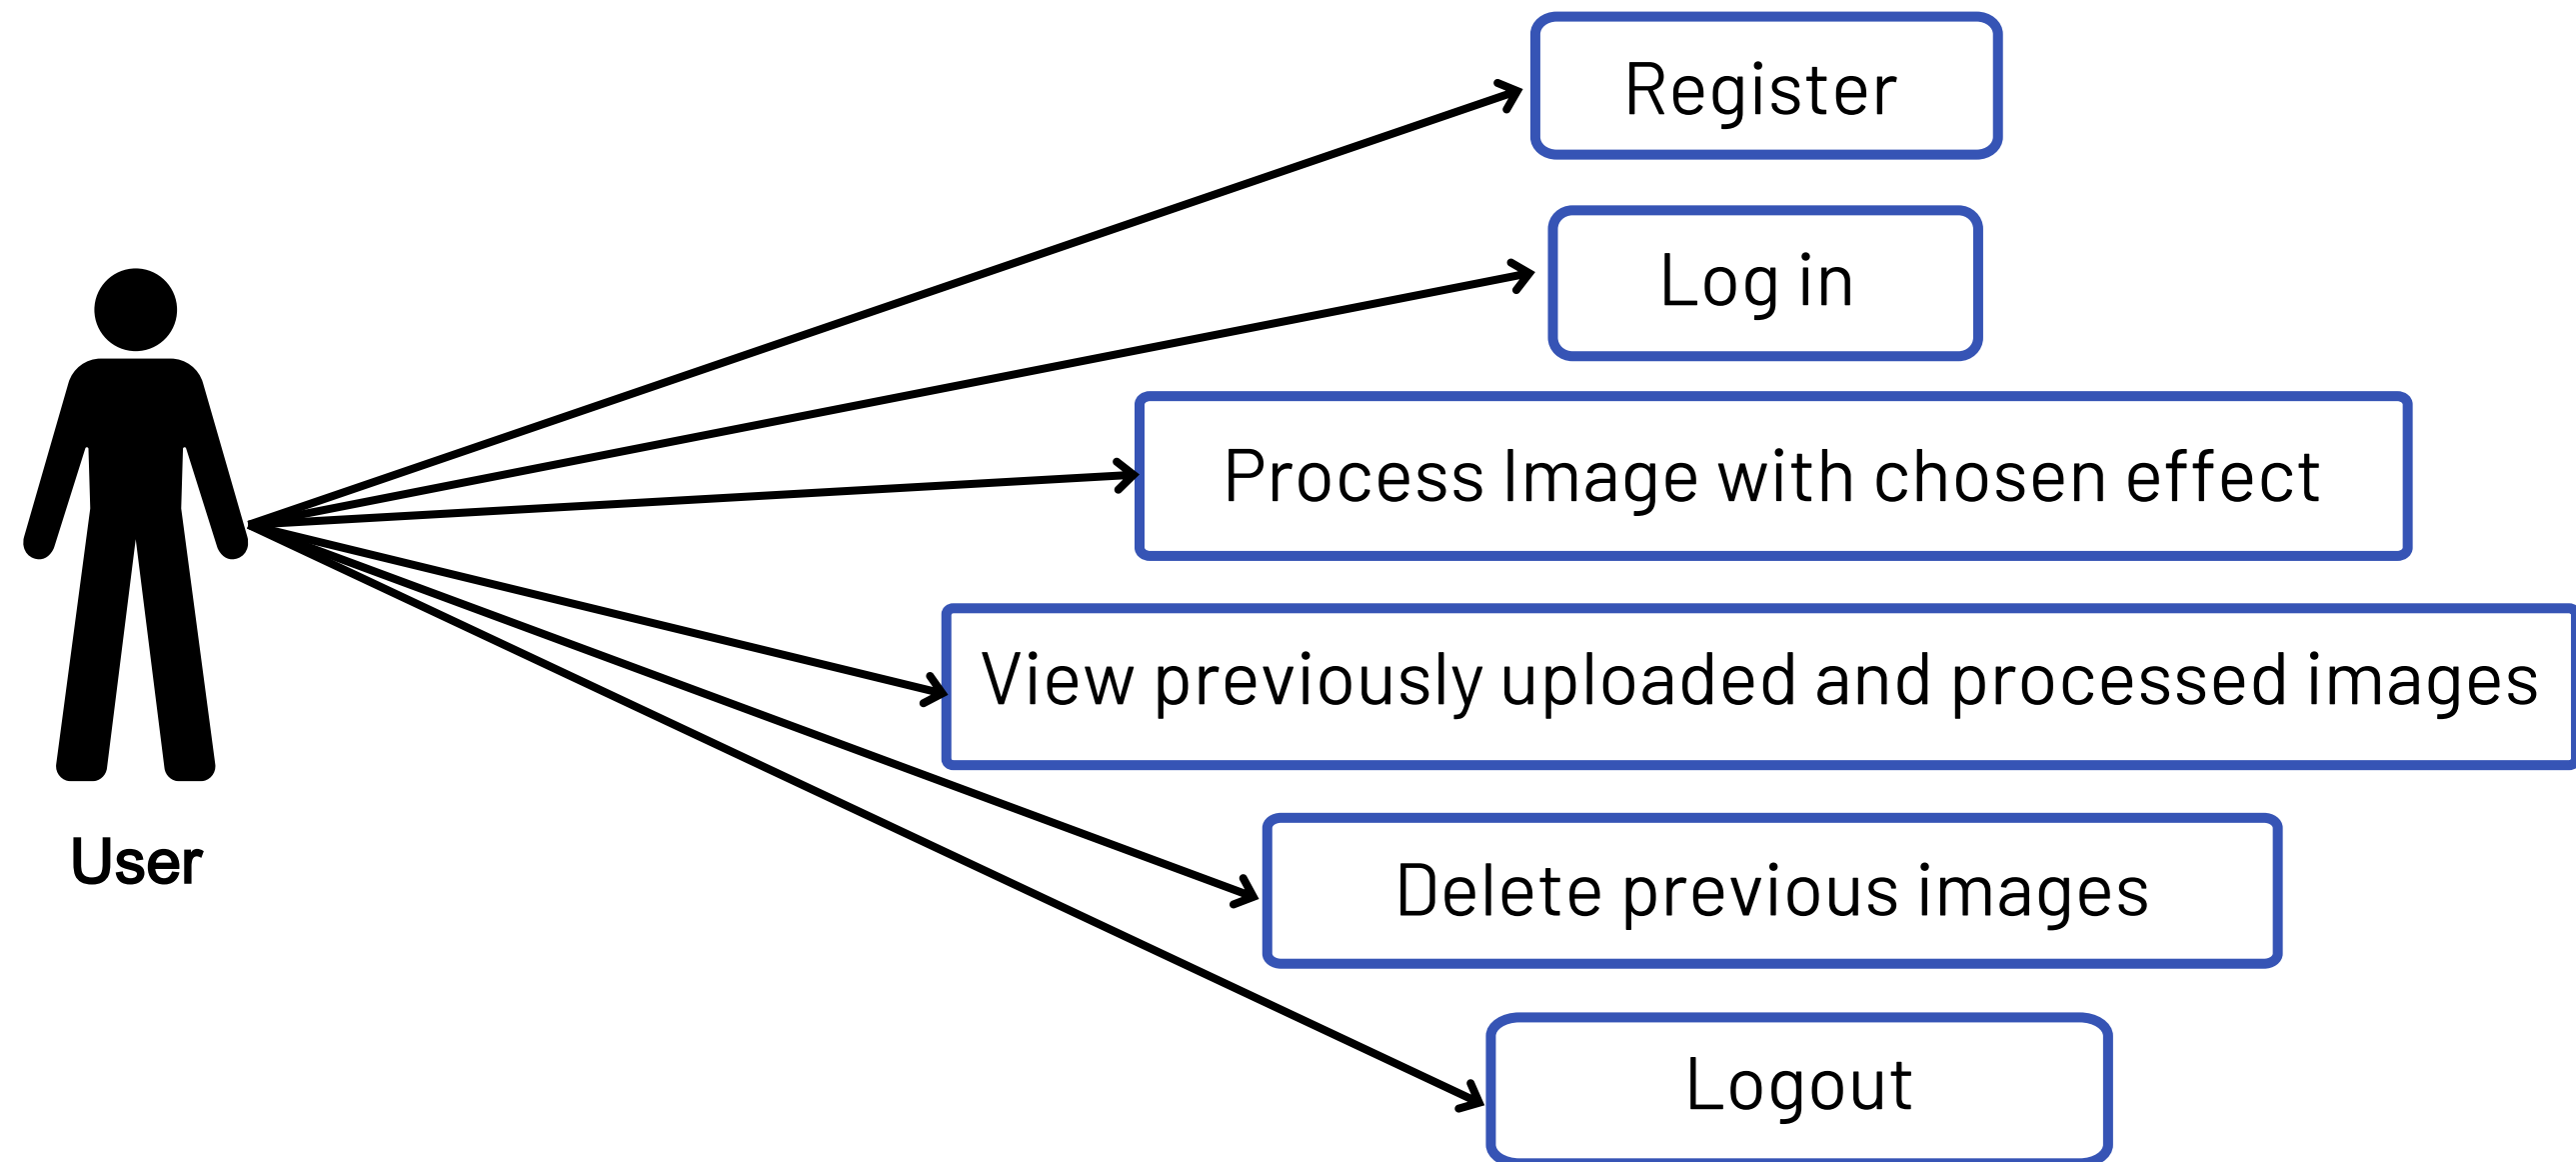 Register
Log in
Process Image with chosen effect
View previously uploaded and processed images
User
Delete previous images
Logout